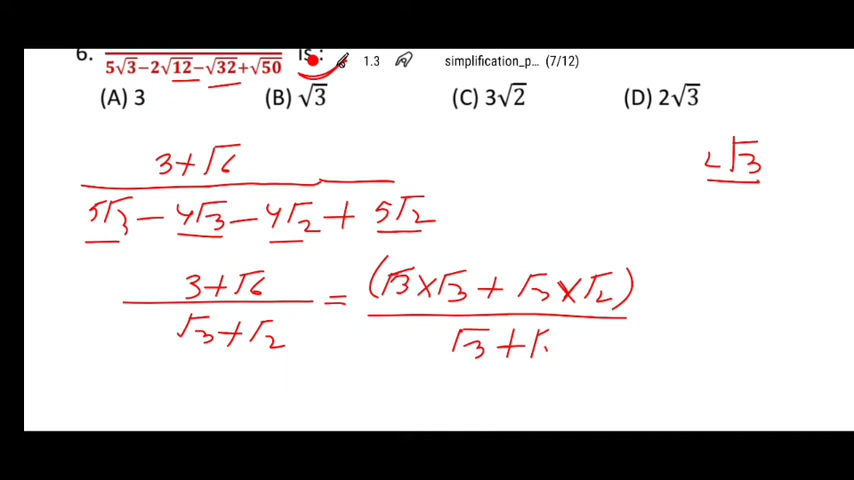 6. 5√3−2√12−√32+√50 is :
1.3 simplification_p... (7/12)
(A) 3 (B) √3 (C) 3√2 (D) 2√3
3+√6
5√3 − 4√3 − 4√2 + 5√2
2√3
3+√6 = (√3×√3 + √3×√2)
√3+√2 √3+√